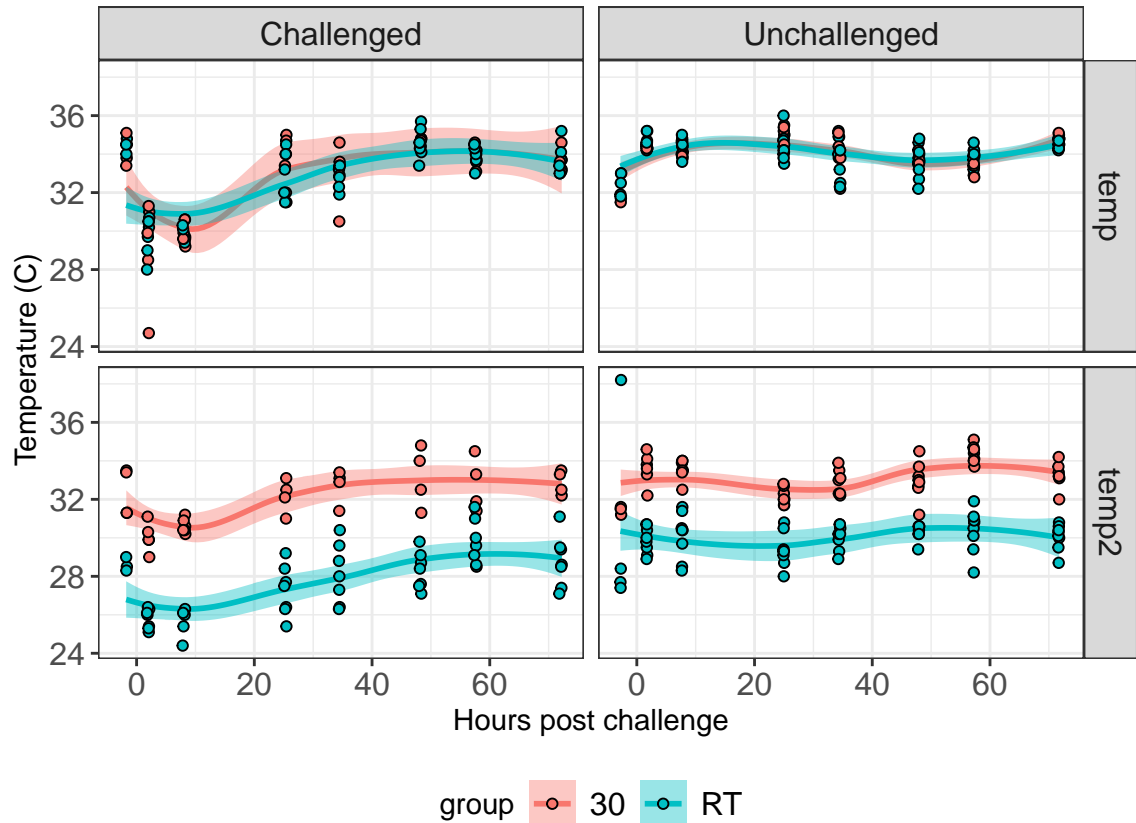 Challenged
Unchallenged
36
32
28
24
temp
36
32
28
24
temp2
Temperature (C)
0 20 40 60
0 20 40 60
Hours post challenge
group 30 RT